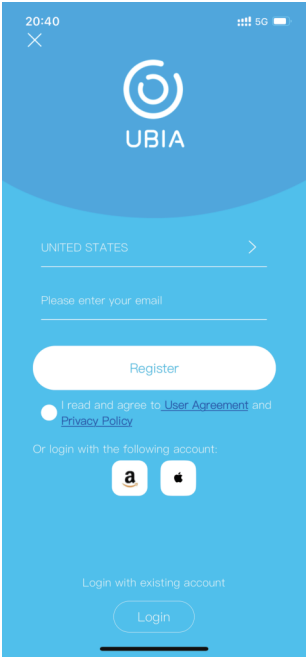 20:40
5G
UBIA
UNITED STATES
Please enter your email
Register
I read and agree to User Agreement and
Privacy Policy
Or login with the following account:
a
Login with existing account
Login